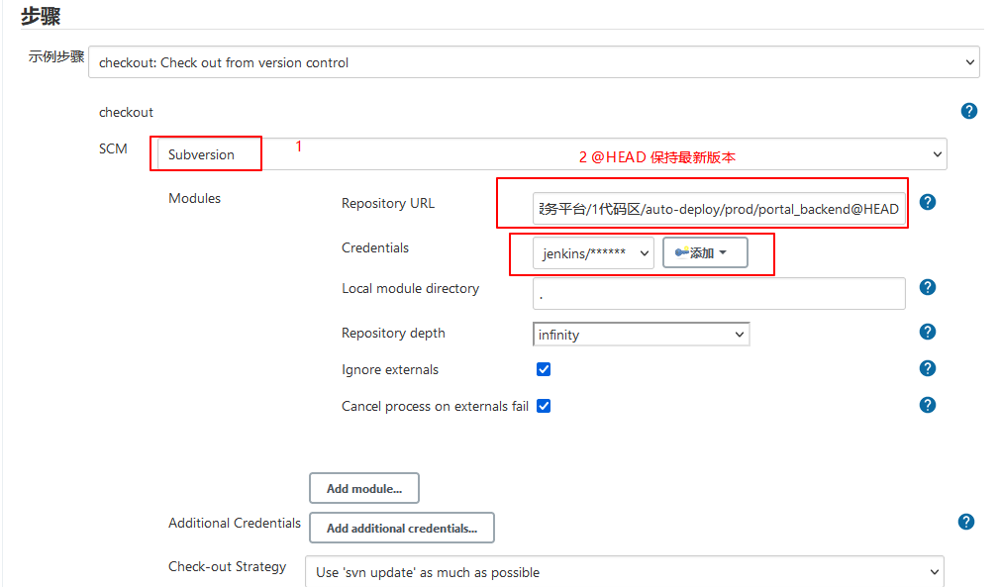 步骤
示例步骤
checkout: Check out from version control
checkout
SCM
Subversion
1
2 @HEAD 保持最新版本
Modules
Repository URL
务平台/1代码区/auto-deploy/prod/portal_backend@HEAD
Credentials
jenkins/******
添加
Local module directory
.
Repository depth
infinity
Ignore externals
Cancel process on externals fail
Add module...
Additional Credentials
Add additional credentials...
Check-out Strategy
Use 'svn update' as much as possible